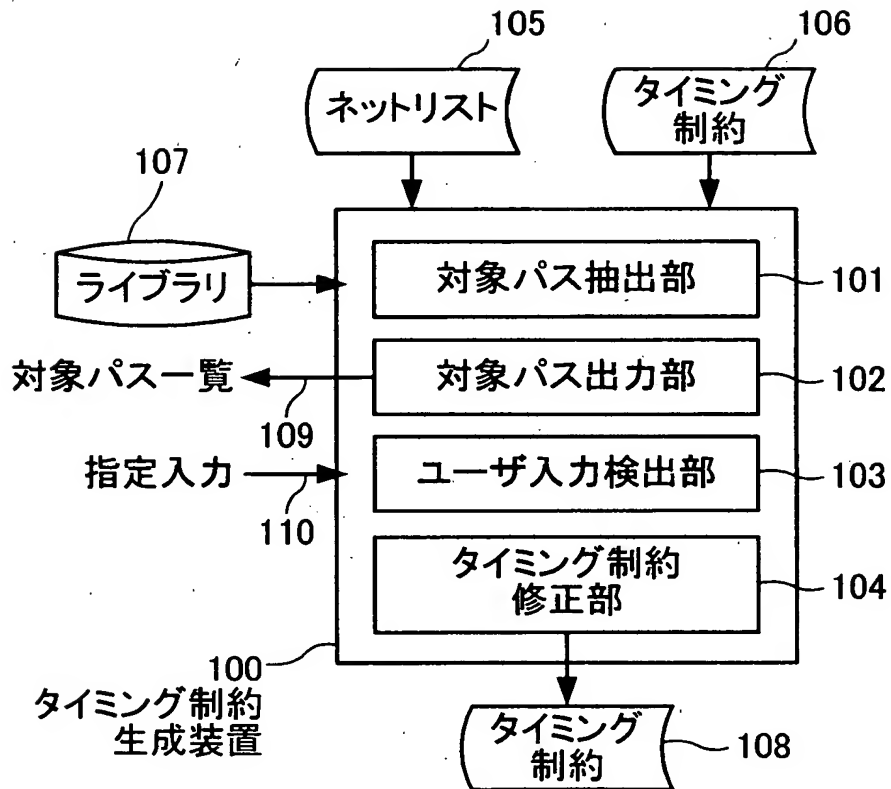 105
106
ネットリスト
タイミング
制約
107
ライブラリ
対象パス抽出部
101
対象パス一覧
対象パス出力部
102
109
指定入力
ユーザ入力検出部
103
110
タイミング制約
修正部
104
100
タイミング制約
生成装置
タイミング
制約
108